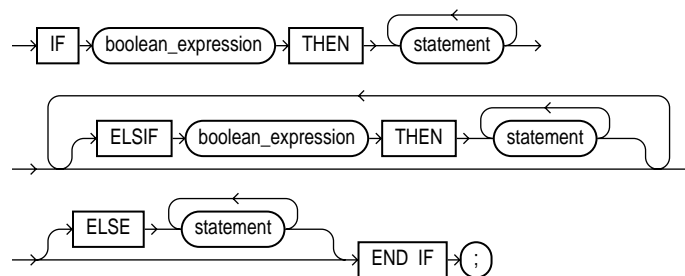 IF boolean_expression THEN statement
ELSIF boolean_expression THEN statement
ELSE statement
END IF ;